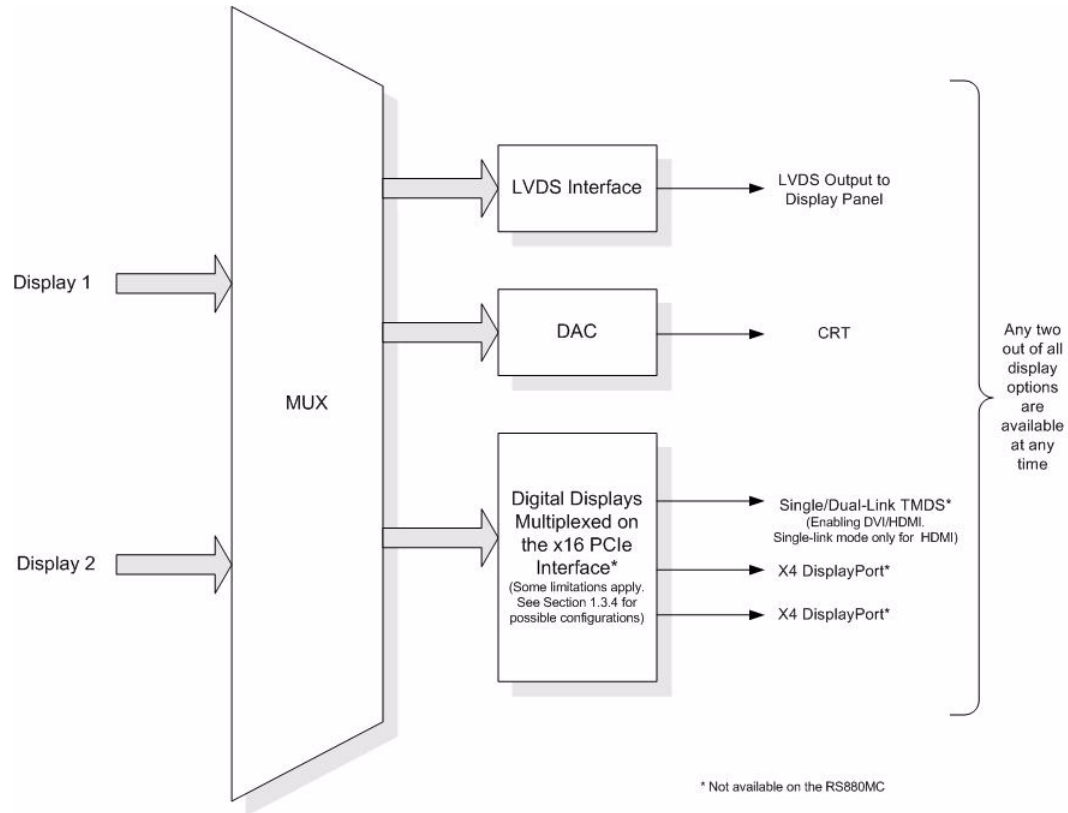 Display 1
Display 2
MUX
LVDS Interface
DAC
Digital Displays
Multiplexed on
the x16 PCIe
Interface*
(Some limitations apply.
See Section 1.3.4 for
possible configurations)
LVDS Output to
Display Panel
CRT
Single/Dual-Link TMDS*
(Enabling DVI/HDMI.
Single-link mode only for HDMI)
X4 DisplayPort*
X4 DisplayPort*
Any two
out of all
display
options
are
available
at any
time
* Not available on the RS880MC